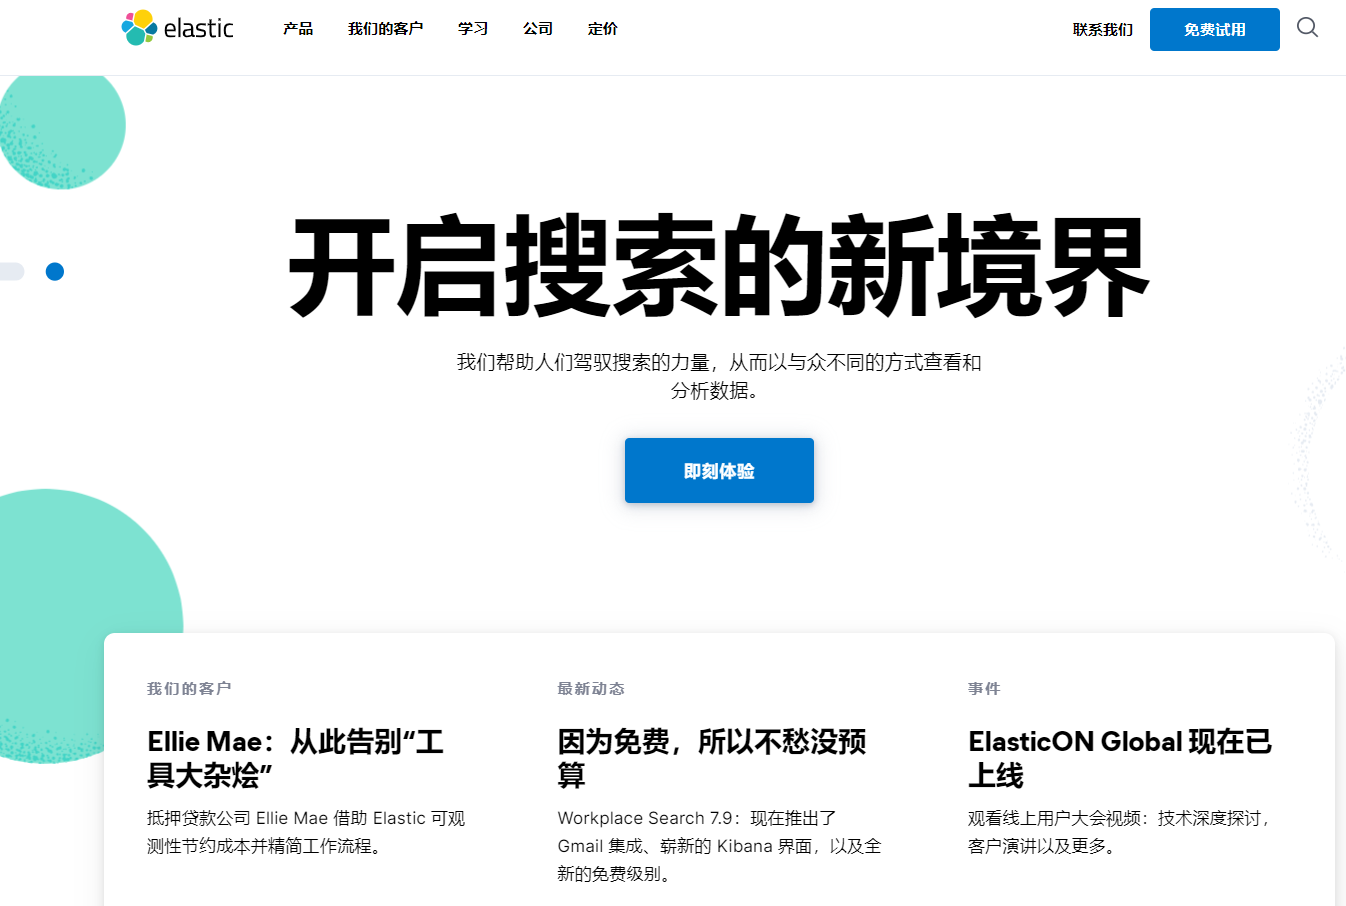 elastic
产品
我们的客户
学习
公司
定价
联系我们
免费试用
开启搜索的新境界
我们帮助人们驾驭搜索的力量，从而以与众不同的方式查看和
分析数据。
即刻体验
我们的客户
Ellie Mae：从此告别“工
具大杂烩”
抵押贷款公司 Ellie Mae 借助 Elastic 可观
测性节约成本并精简工作流程。
最新动态
因为免费，所以不愁没预
算
Workplace Search 7.9：现在推出了
Gmail 集成、崭新的 Kibana 界面，以及全
新的免费级别。
事件
ElasticON Global 现在已
上线
观看线上用户大会视频：技术深度探讨，
客户演讲以及更多。